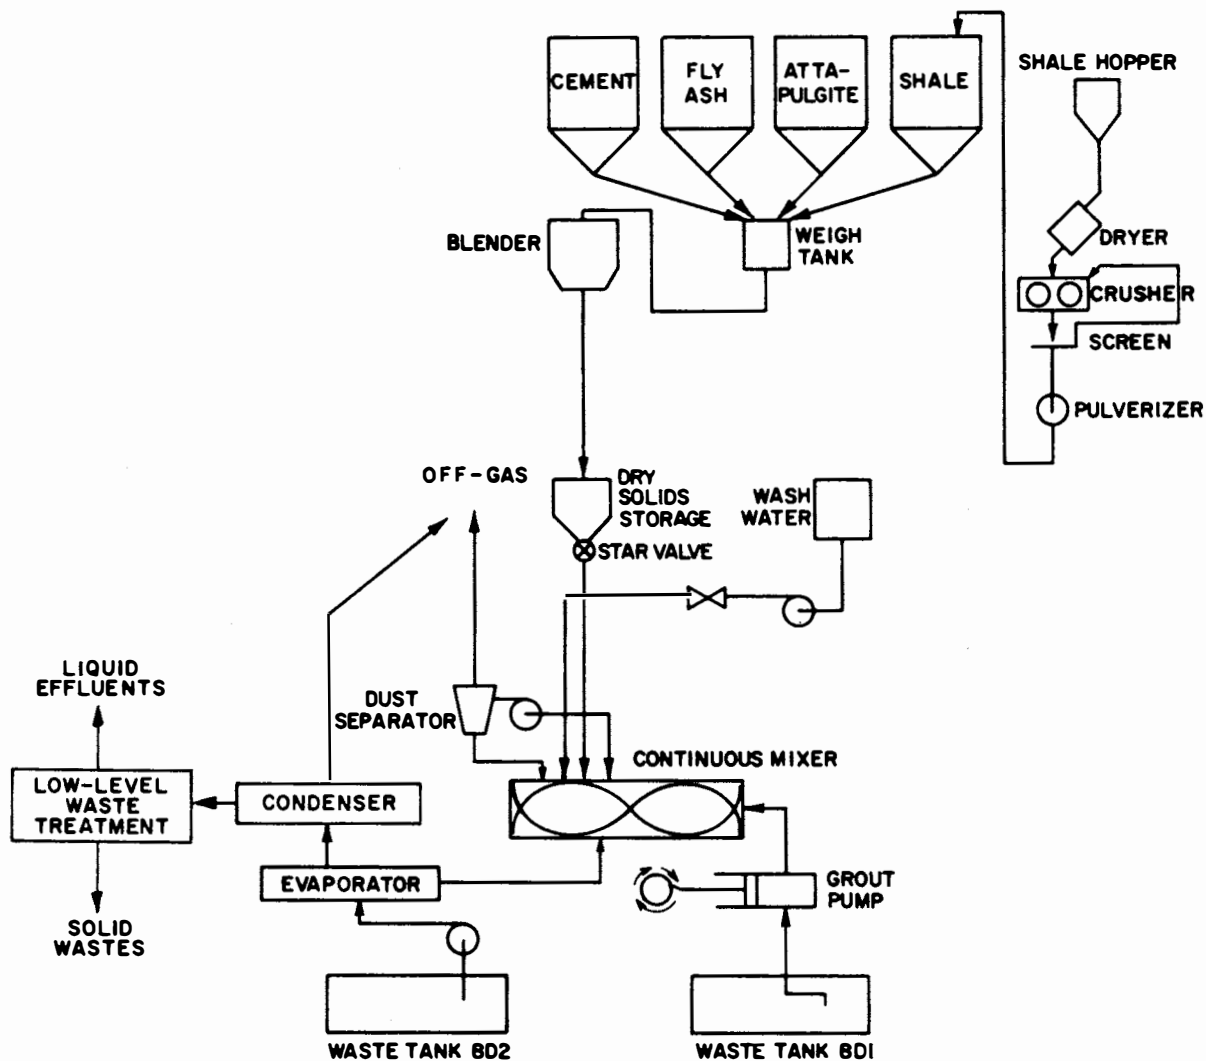 CEMENT
FLY
ASH
ATTA-
PULGITE
SHALE
SHALE HOPPER
BLENDER
WEIGH
TANK
DRYER
CRUSHER
SCREEN
PULVERIZER
OFF-GAS
DRY
SOLIDS
STORAGE
WASH
WATER
STAR VALVE
LIQUID
EFFLUENTS
DUST
SEPARATOR
CONTINUOUS MIXER
LOW-LEVEL
WASTE
TREATMENT
CONDENSER
EVAPORATOR
GROUT
PUMP
SOLID
WASTES
WASTE TANK BD2
WASTE TANK BD1